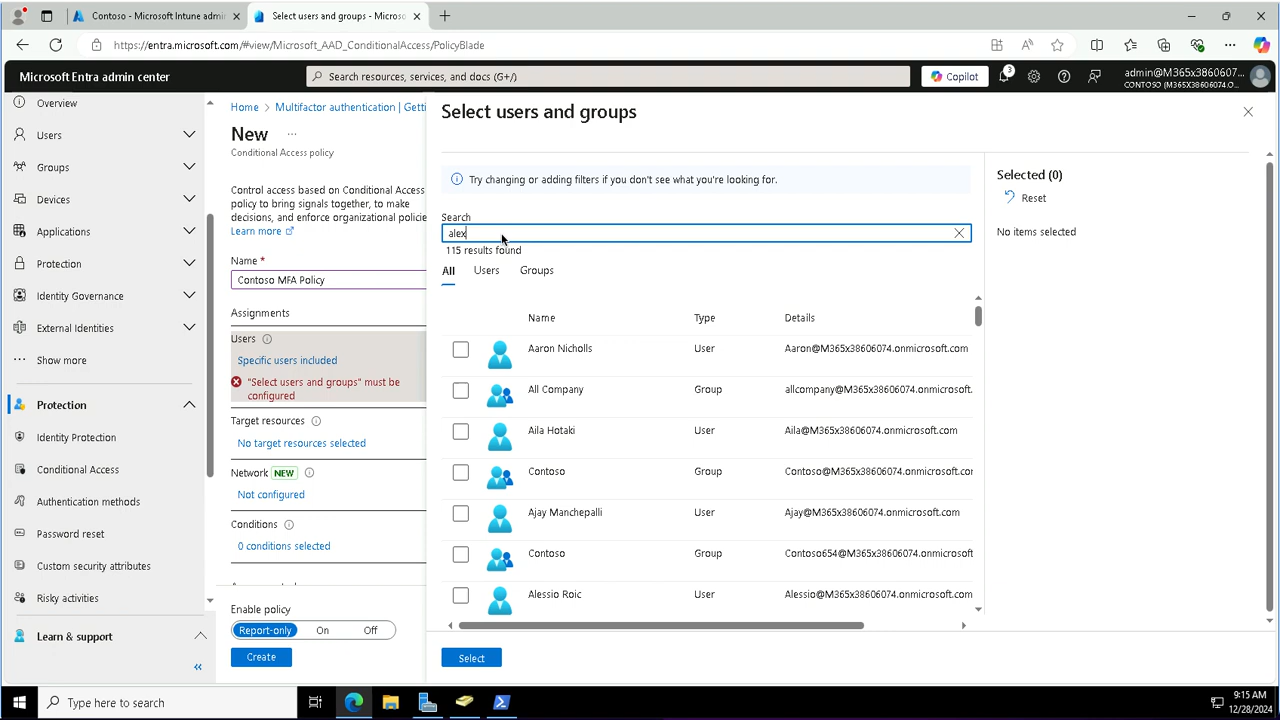 Contoso - Microsoft Intune admin
Select users and groups - Microso
https://entra.microsoft.com/#view/Microsoft_AAD_ConditionalAccess/PolicyBlade
Microsoft Entra admin center
Search resources, services, and docs (G+/)
Copilot
3
admin@M365x3860607...
CONTOSO (M365X38606074.O...
Overview
Users
Groups
Devices
Applications
Protection
Identity Governance
External Identities
Show more
Protection
Identity Protection
Conditional Access
Authentication methods
Password reset
Custom security attributes
Risky activities
Learn & support
Home > Multifactor authentication | Getti
New ...
Conditional Access policy
Control access based on Conditional Access
policy to bring signals together, to make
decisions, and enforce organizational policie
Learn more
Name *
Contoso MFA Policy
Assignments
Users
Specific users included
"Select users and groups" must be
configured
Target resources
No target resources selected
Network NEW
Not configured
Conditions
0 conditions selected
Enable policy
Report-only On Off
Create
Select users and groups
Try changing or adding filters if you don't see what you're looking for.
Search
alex
115 results found
All Users Groups
Name Type Details
Aaron Nicholls User Aaron@M365x38606074.onmicrosoft.com
All Company Group allcompany@M365x38606074.onmicrosoft.
Aila Hotaki User Aila@M365x38606074.onmicrosoft.com
Contoso Group Contoso@M365x38606074.onmicrosoft.cor
Ajay Manchepalli User Ajay@M365x38606074.onmicrosoft.com
Contoso Group Contoso654@M365x38606074.onmicrosoft
Alessio Roic User Alessio@M365x38606074.onmicrosoft.com
Select
Selected (0)
Reset
No items selected
Type here to search
9:15 AM
12/28/2024